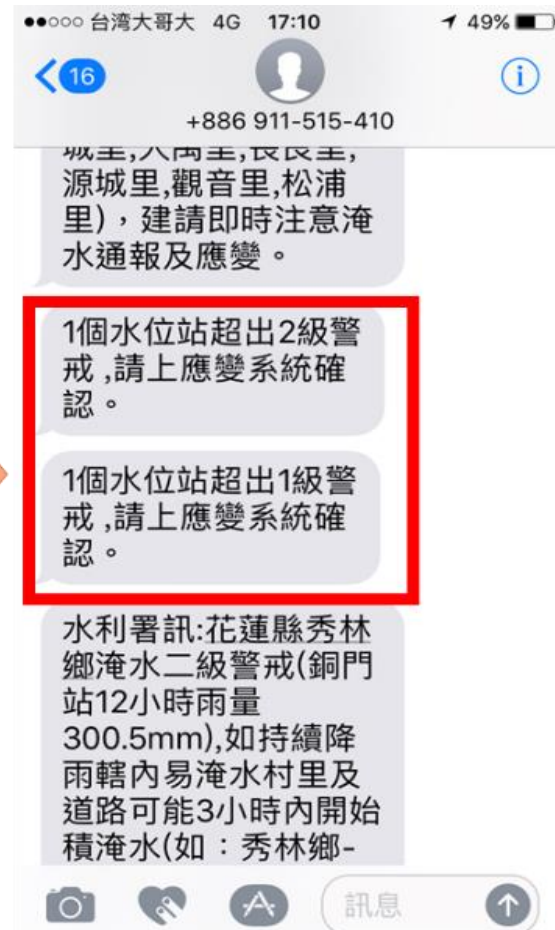 台湾大哥大 4G 17:10 49%
16
+886 911-515-410
源城里,觀音里,松浦
里)，建請即時注意淹
水通報及應變。
1個水位站超出2級警
戒 ,請上應變系統確
認。
1個水位站超出1級警
戒 ,請上應變系統確
認。
水利署訊:花蓮縣秀林
鄉淹水二級警戒(銅門
站12小時雨量
300.5mm),如持續降
雨轄內易淹水村里及
道路可能3小時內開始
積淹水(如：秀林鄉-
訊息